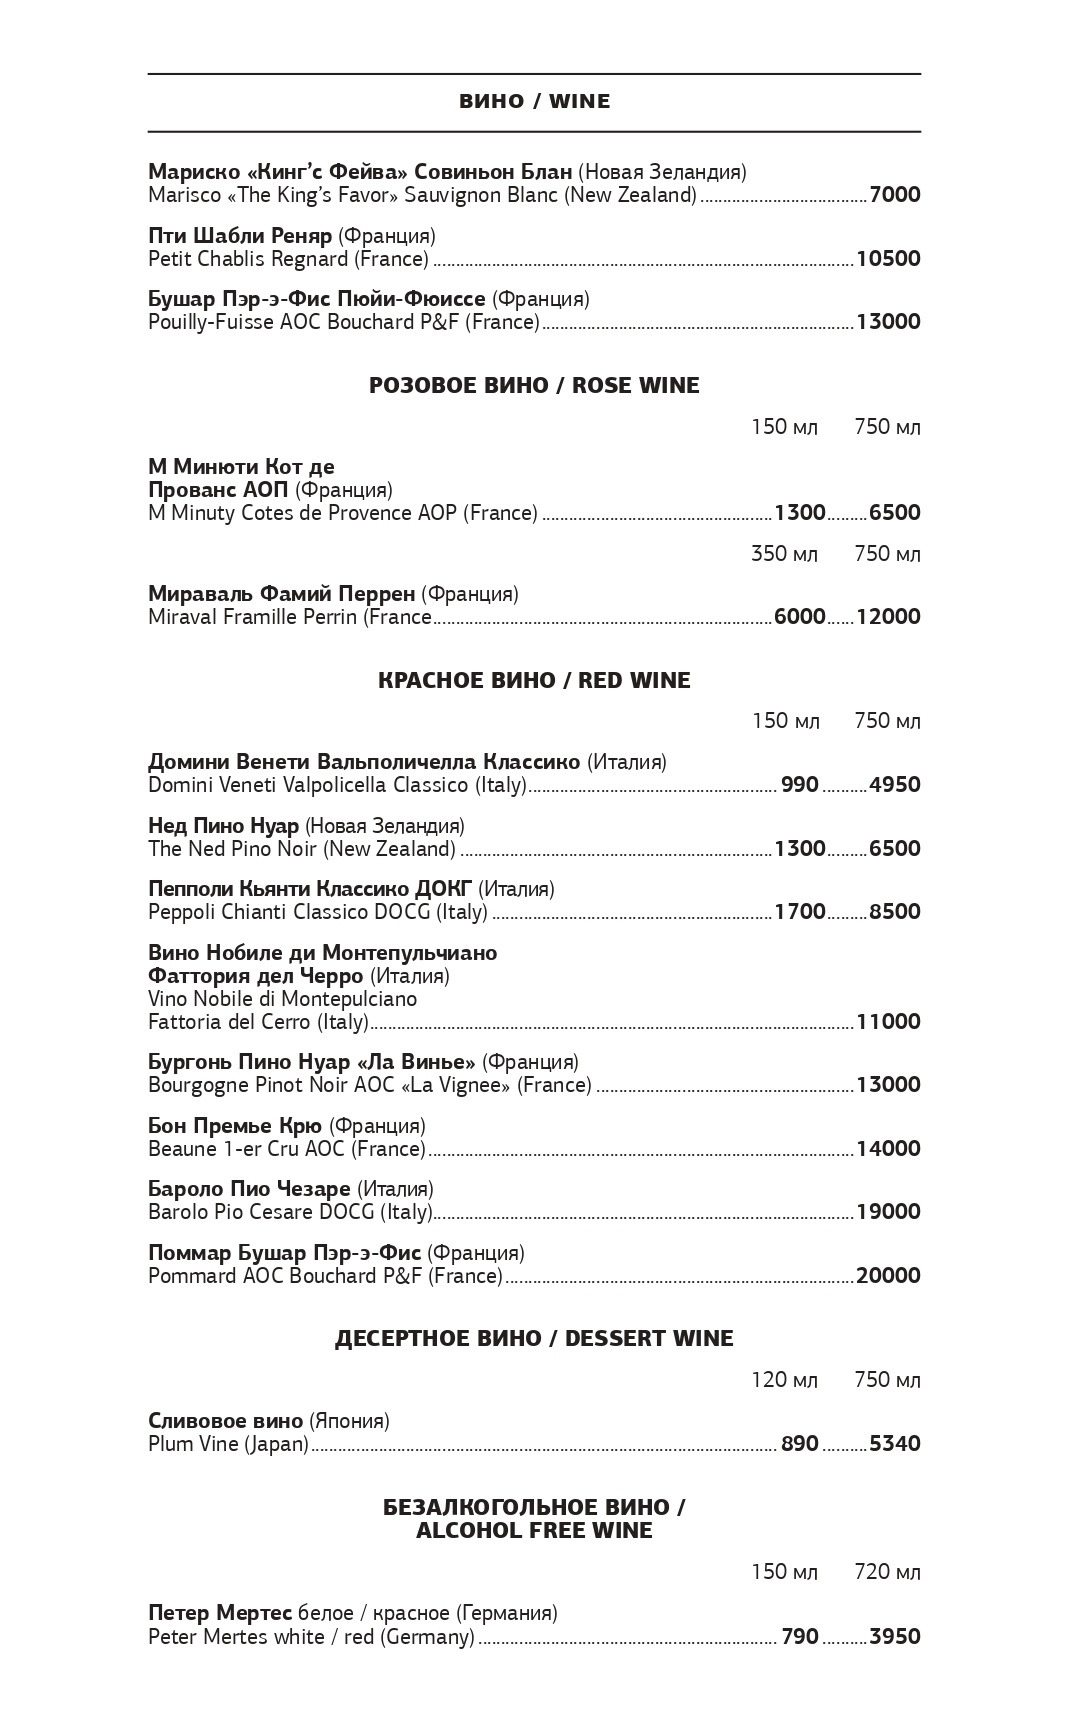 ВИНО / WINE
Мариско «Кинг’с Фейва» Совиньон Блан (Новая Зеландия)
Marisco «The King’s Favor» Sauvignon Blanc (New Zealand) 7000
Пти Шабли Реняр (Франция)
Petit Chablis Regnard (France) 10500
Бушар Пэр-э-Фис Пюйи-Фюиссе (Франция)
Pouilly-Fuisse AOC Bouchard P&F (France) 13000
РОЗОВОЕ ВИНО / ROSE WINE
150 мл 750 мл
М Минюти Кот де
Прованс АОП (Франция)
M Minuty Cotes de Provence AOP (France) 1300 6500
350 мл 750 мл
Мираваль Фамий Перрен (Франция)
Miraval Framille Perrin (France 6000 12000
КРАСНОЕ ВИНО / RED WINE
150 мл 750 мл
Домини Венети Вальполичелла Классико (Италия)
Domini Veneti Valpolicella Classico (Italy) 990 4950
Нед Пино Нуар (Новая Зеландия)
The Ned Pino Noir (New Zealand) 1300 6500
Пепполи Кьянти Классико ДОКГ (Италия)
Peppoli Chianti Classico DOCG (Italy) 1700 8500
Вино Нобиле ди Монтепульчиано
Фаттория дел Черро (Италия)
Vino Nobile di Montepulciano
Fattoria del Cerro (Italy) 11000
Бургонь Пино Нуар «Ла Винье» (Франция)
Bourgogne Pinot Noir AOC «La Vignee» (France) 13000
Бон Премье Крю (Франция)
Beaune 1-er Cru AOC (France) 14000
Бароло Пио Чезаре (Италия)
Barolo Pio Cesare DOCG (Italy) 19000
Поммар Бушар Пэр-э-Фис (Франция)
Pommard AOC Bouchard P&F (France) 20000
ДЕСЕРТНОЕ ВИНО / DESSERT WINE
120 мл 750 мл
Сливовое вино (Япония)
Plum Vine (Japan) 890 5340
БЕЗАЛКОГОЛЬНОЕ ВИНО /
ALCOHOL FREE WINE
150 мл 720 мл
Петер Мертес белое / красное (Германия)
Peter Mertes white / red (Germany) 790 3950